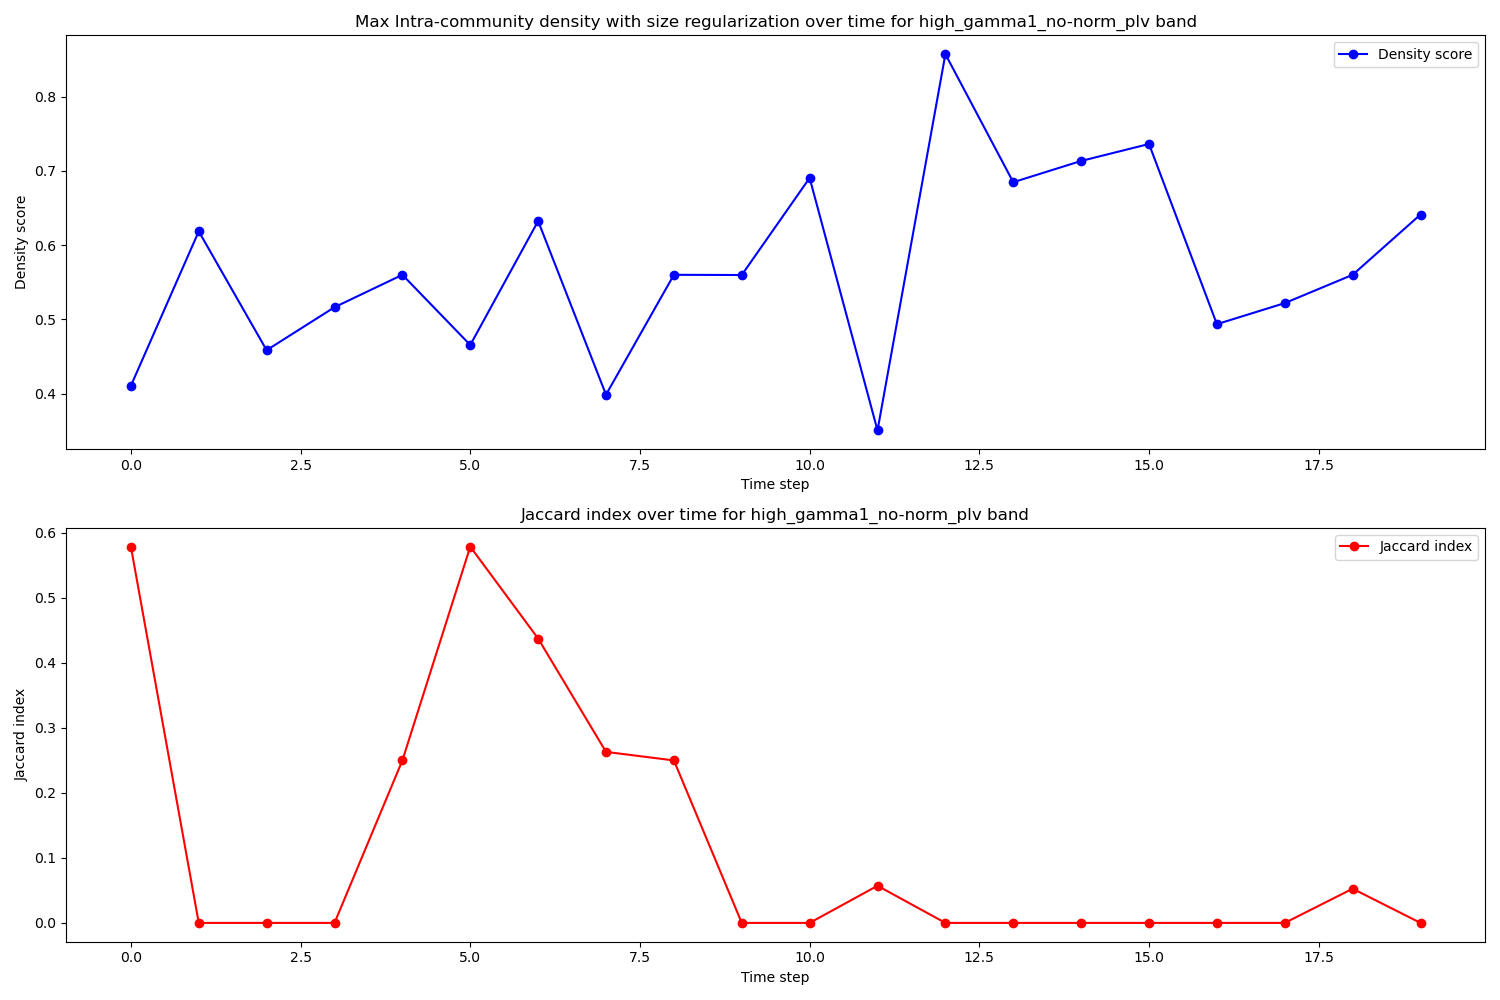 Max Intra-community density with size regularization over time for high_gamma1_no-norm_plv band
Density score
0.8
0.7
0.6
0.5
0.4
Density score
0.0 2.5 5.0 7.5 10.0 12.5 15.0 17.5
Time step
Jaccard index over time for high_gamma1_no-norm_plv band
Jaccard index
0.6
0.5
0.4
0.3
0.2
0.1
0.0
Jaccard index
0.0 2.5 5.0 7.5 10.0 12.5 15.0 17.5
Time step